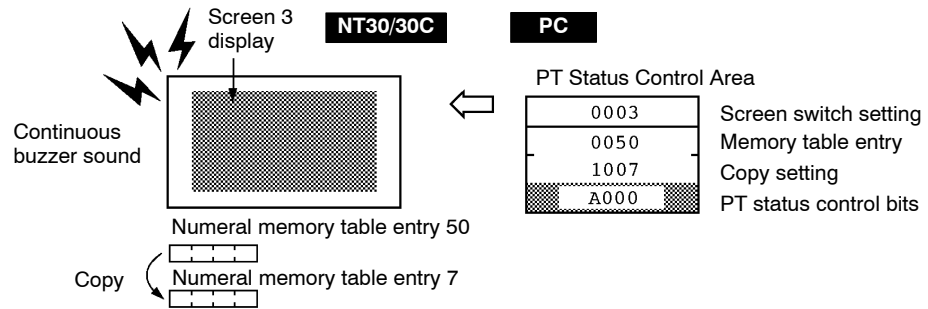 Screen 3
display
NT30/30C
PC
PT Status Control Area
0003 Screen switch setting
Continuous
buzzer sound
0050 Memory table entry
1007 Copy setting
A000 PT status control bits
Numeral memory table entry 50
Copy
Numeral memory table entry 7